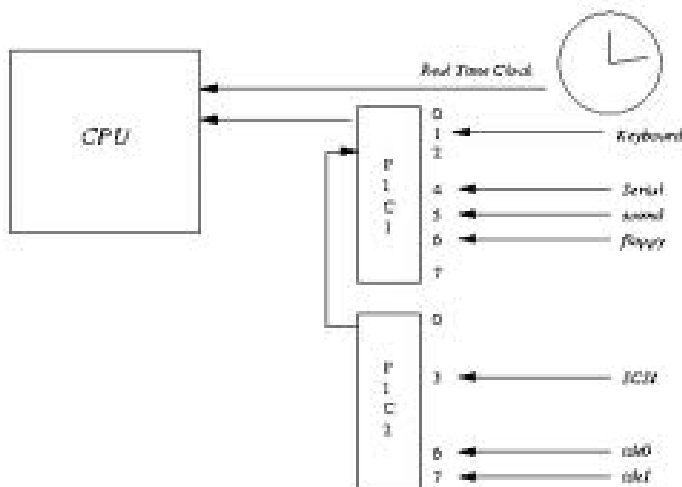 Real Time Clock
CPU
0
1
Keyboard
2
P
I
C
1
4
Serial
5
sound
6
floppy
7
0
P
I
C
2
3
SCSI
6
ide0
7
ide1